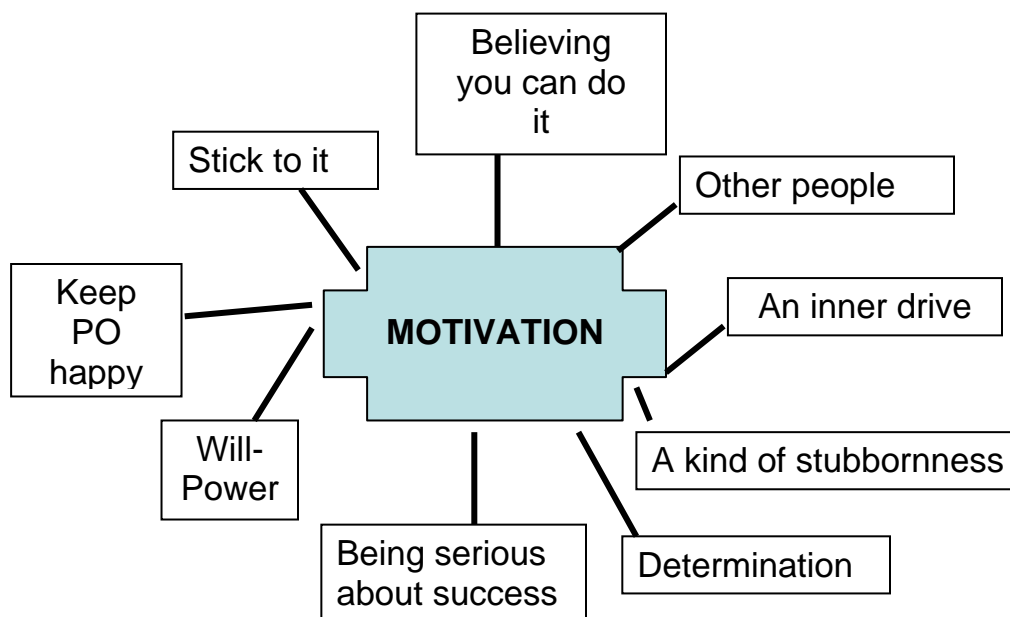 Believing
you can do
it
Stick to it
Other people
Keep
PO
happy
An inner drive
MOTIVATION
Will-
Power
A kind of stubbornness
Being serious
about success
Determination